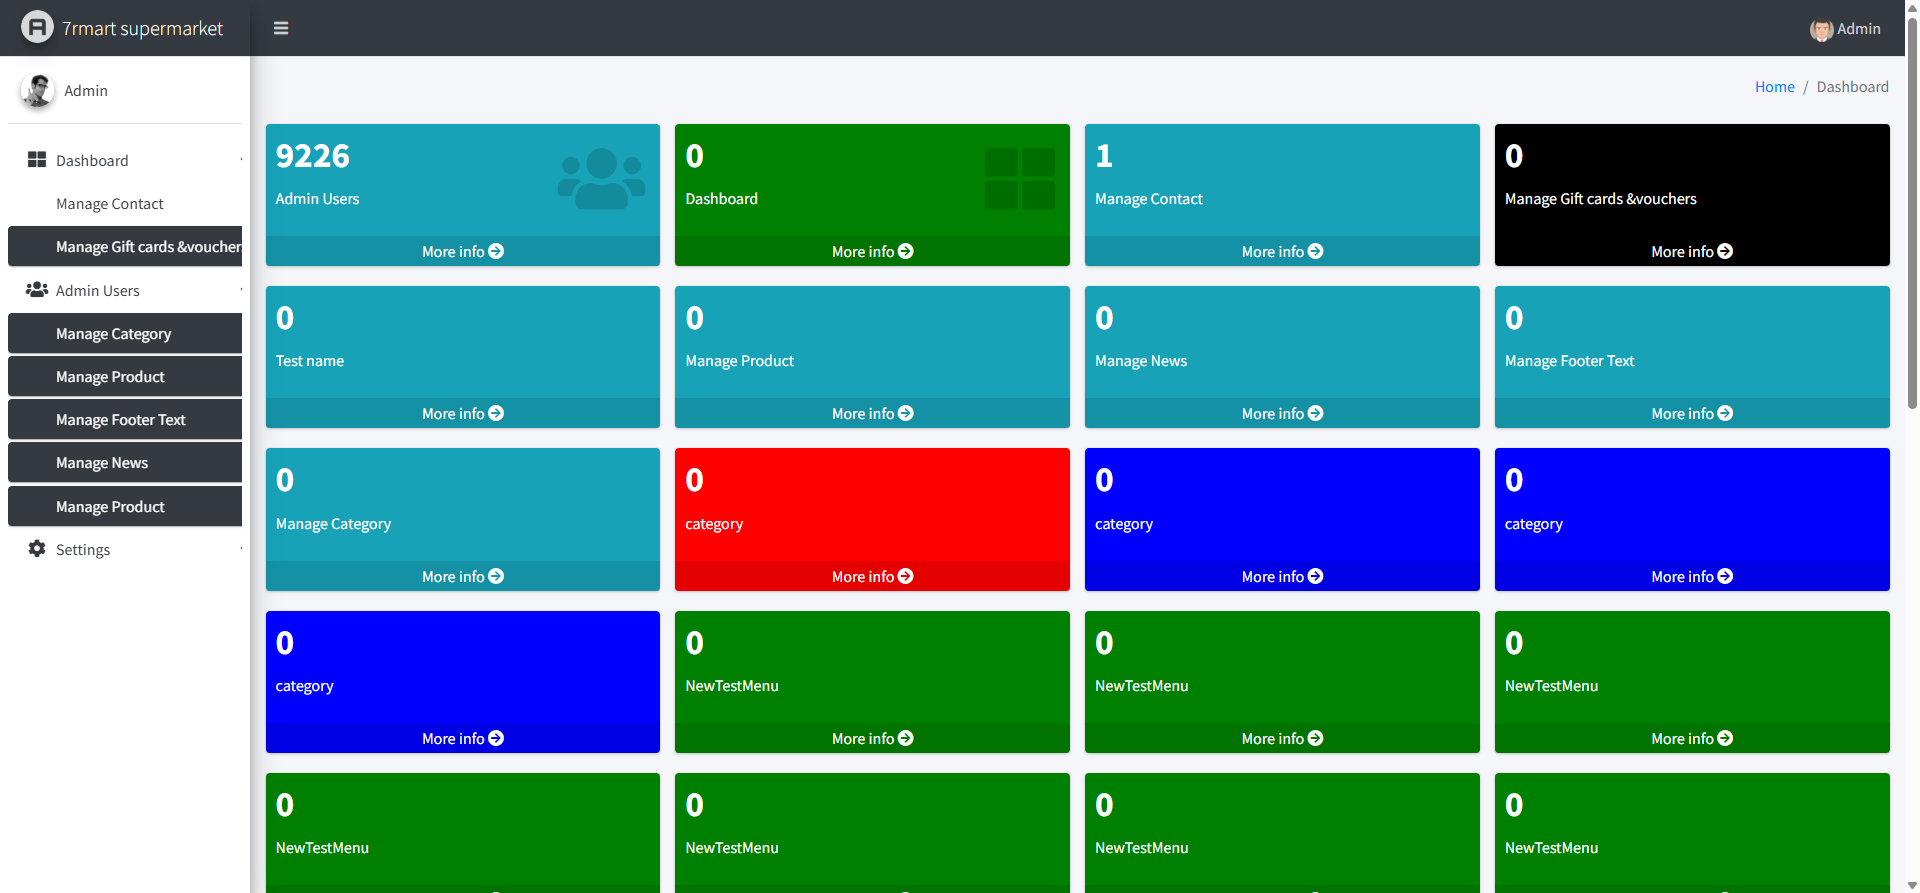 7rmart supermarket
Admin
Admin
Home / Dashboard
Dashboard
Manage Contact
Manage Gift cards &voucher
Admin Users
Manage Category
Manage Product
Manage Footer Text
Manage News
Manage Product
Settings
9226
Admin Users
More info
0
Dashboard
More info
1
Manage Contact
More info
0
Manage Gift cards &vouchers
More info
0
Test name
More info
0
Manage Product
More info
0
Manage News
More info
0
Manage Footer Text
More info
0
Manage Category
More info
0
category
More info
0
category
More info
0
category
More info
0
category
More info
0
NewTestMenu
More info
0
NewTestMenu
More info
0
NewTestMenu
More info
0
NewTestMenu
0
NewTestMenu
0
NewTestMenu
0
NewTestMenu